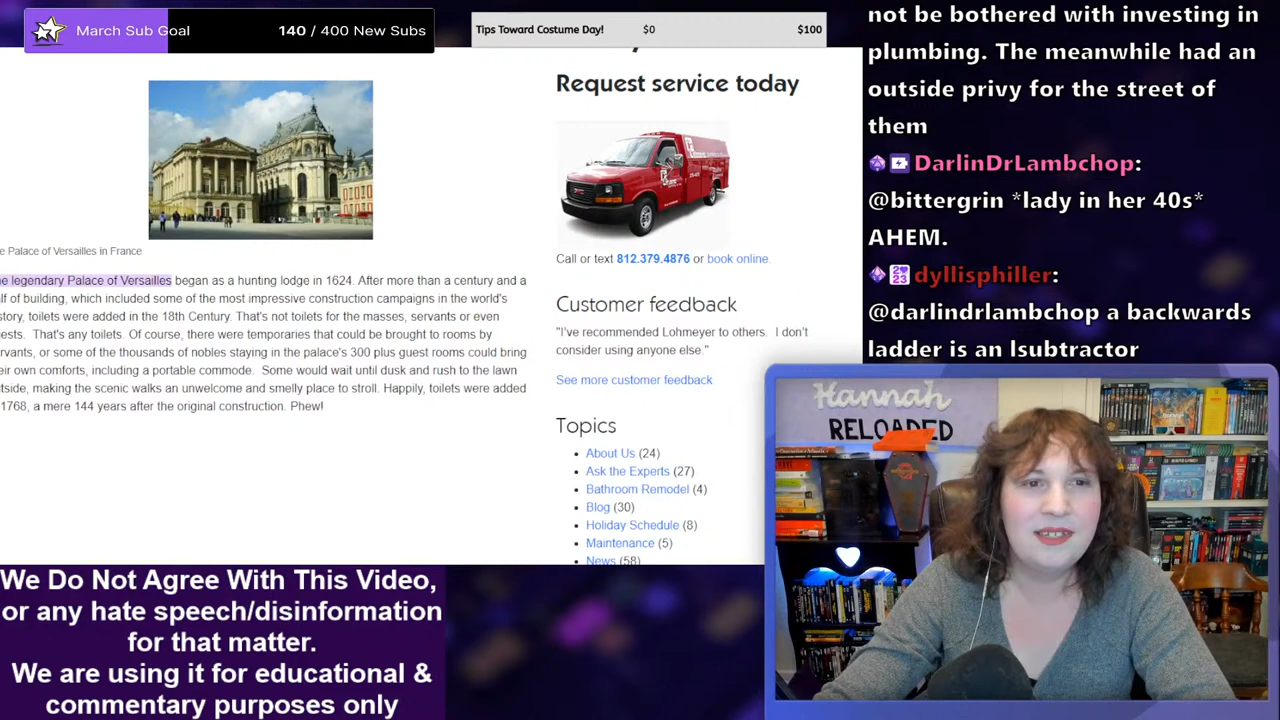 March Sub Goal
140 / 400 New Subs
Tips Toward Costume Day!
$0
$100
Palace of Versailles in France
legendary Palace of Versailles began as a hunting lodge in 1624. After more than a century and a
of building, which included some of the most impressive construction campaigns in the world's
toilets were added in the 18th Century. That's not toilets for the masses, servants or even
That's any toilets. Of course, there were temporaries that could be brought to rooms by
or some of the thousands of nobles staying in the palace's 300 plus guest rooms could bring
own comforts, including a portable commode. Some would wait until dusk and rush to the lawn
making the scenic walks an unwelcome and smelly place to stroll. Happily, toilets were added
1768, a mere 144 years after the original construction. Phew!
Request service today
Call or text 812.379.4876 or book online.
Customer feedback
"I've recommended Lohmeyer to others. I don't
consider using anyone else."
See more customer feedback
Topics
• About Us (24)
• Ask the Experts (27)
• Bathroom Remodel (4)
• Blog (30)
• Holiday Schedule (8)
• Maintenance (5)
• News (58)
not be bothered with investing in
plumbing. The meanwhile had an
outside privy for the street of
them
DarlinDrLambchop:
@bittergrin *lady in her 40s*
AHEM.
dyllisphiller:
@darlindrlambchop a backwards
ladder is an lsubtractor
Hannah
RELOADED
We Do Not Agree With This Video,
or any hate speech/disinformation
for that matter.
We are using it for educational &
commentary purposes only